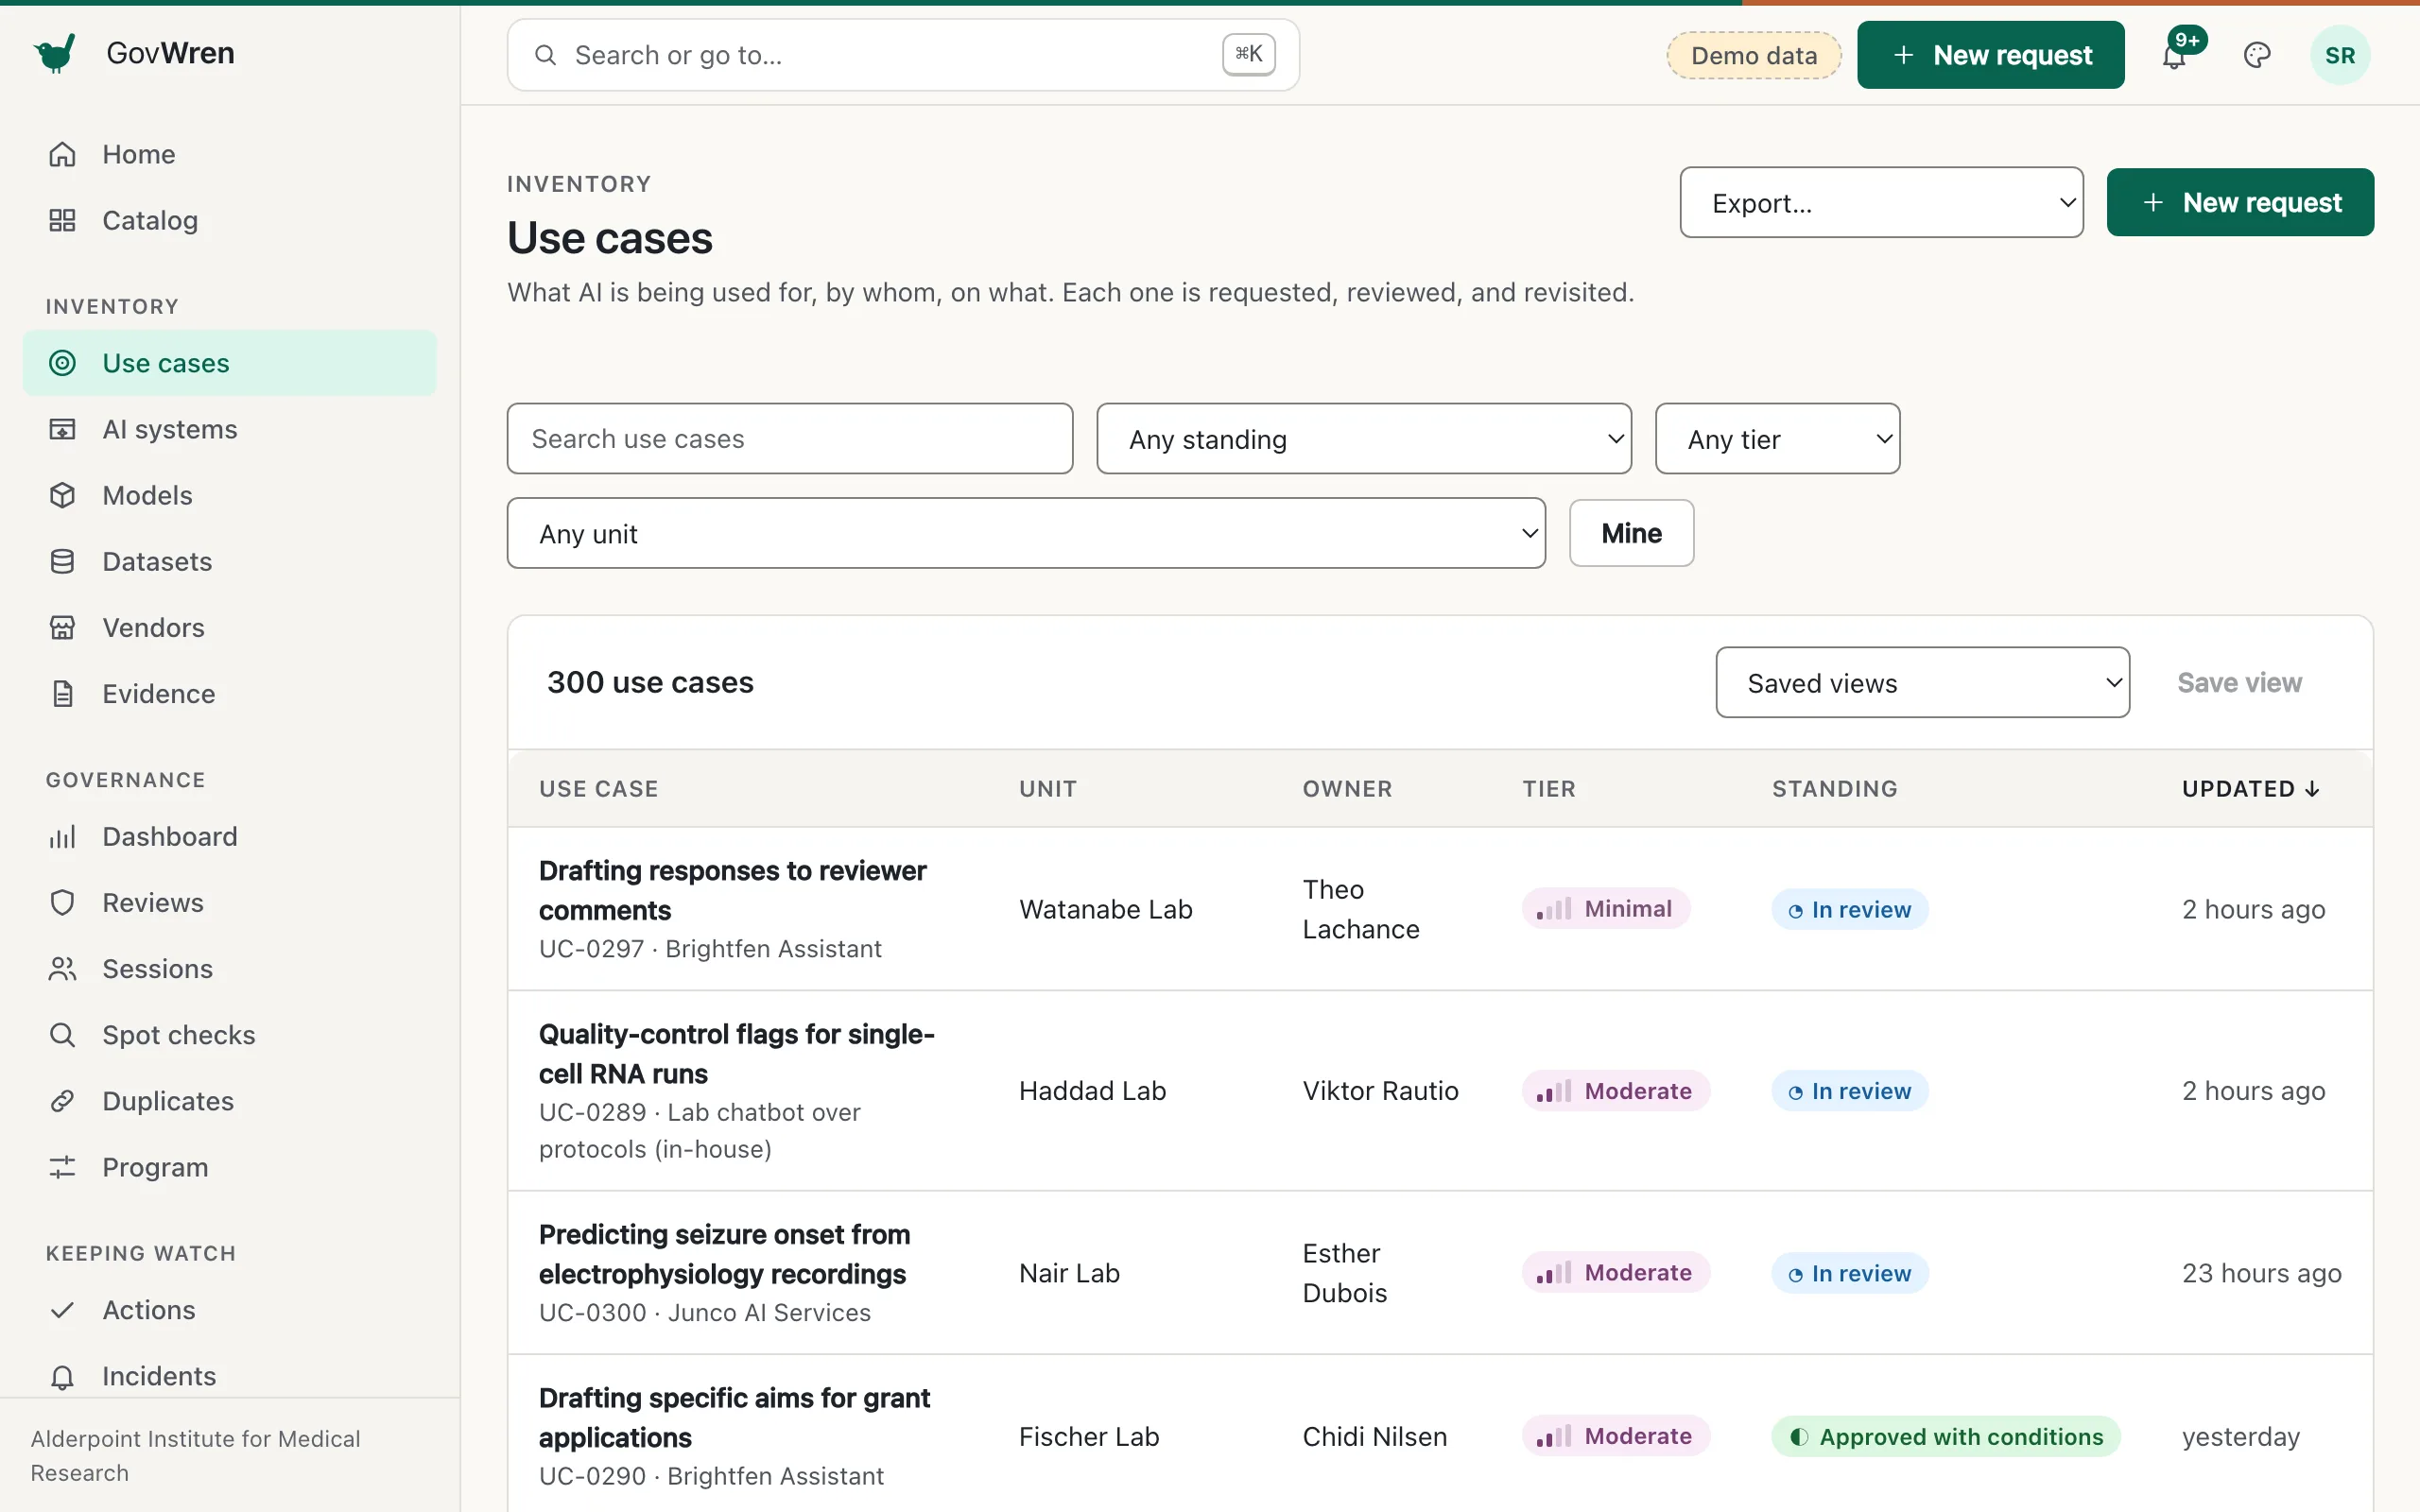 GovWren
Search or go to...
⌘K
Demo data
+ New request
9+
SR
Home
Catalog
INVENTORY
Use cases
AI systems
Models
Datasets
Vendors
Evidence
GOVERNANCE
Dashboard
Reviews
Sessions
Spot checks
Duplicates
Program
KEEPING WATCH
Actions
Incidents
Alderpoint Institute for Medical
Research
INVENTORY
Use cases
What AI is being used for, by whom, on what. Each one is requested, reviewed, and revisited.
Export...
+ New request
Search use cases
Any standing
Any tier
Any unit
Mine
300 use cases
Saved views
Save view
USE CASE UNIT OWNER TIER STANDING UPDATED ↓
Drafting responses to reviewer
comments
UC-0297 · Brightfen Assistant
Watanabe Lab
Theo
Lachance
Minimal
In review
2 hours ago
Quality-control flags for single-
cell RNA runs
UC-0289 · Lab chatbot over
protocols (in-house)
Haddad Lab
Viktor Rautio
Moderate
In review
2 hours ago
Predicting seizure onset from
electrophysiology recordings
UC-0300 · Junco AI Services
Nair Lab
Esther
Dubois
Moderate
In review
23 hours ago
Drafting specific aims for grant
applications
UC-0290 · Brightfen Assistant
Fischer Lab
Chidi Nilsen
Moderate
Approved with conditions
yesterday